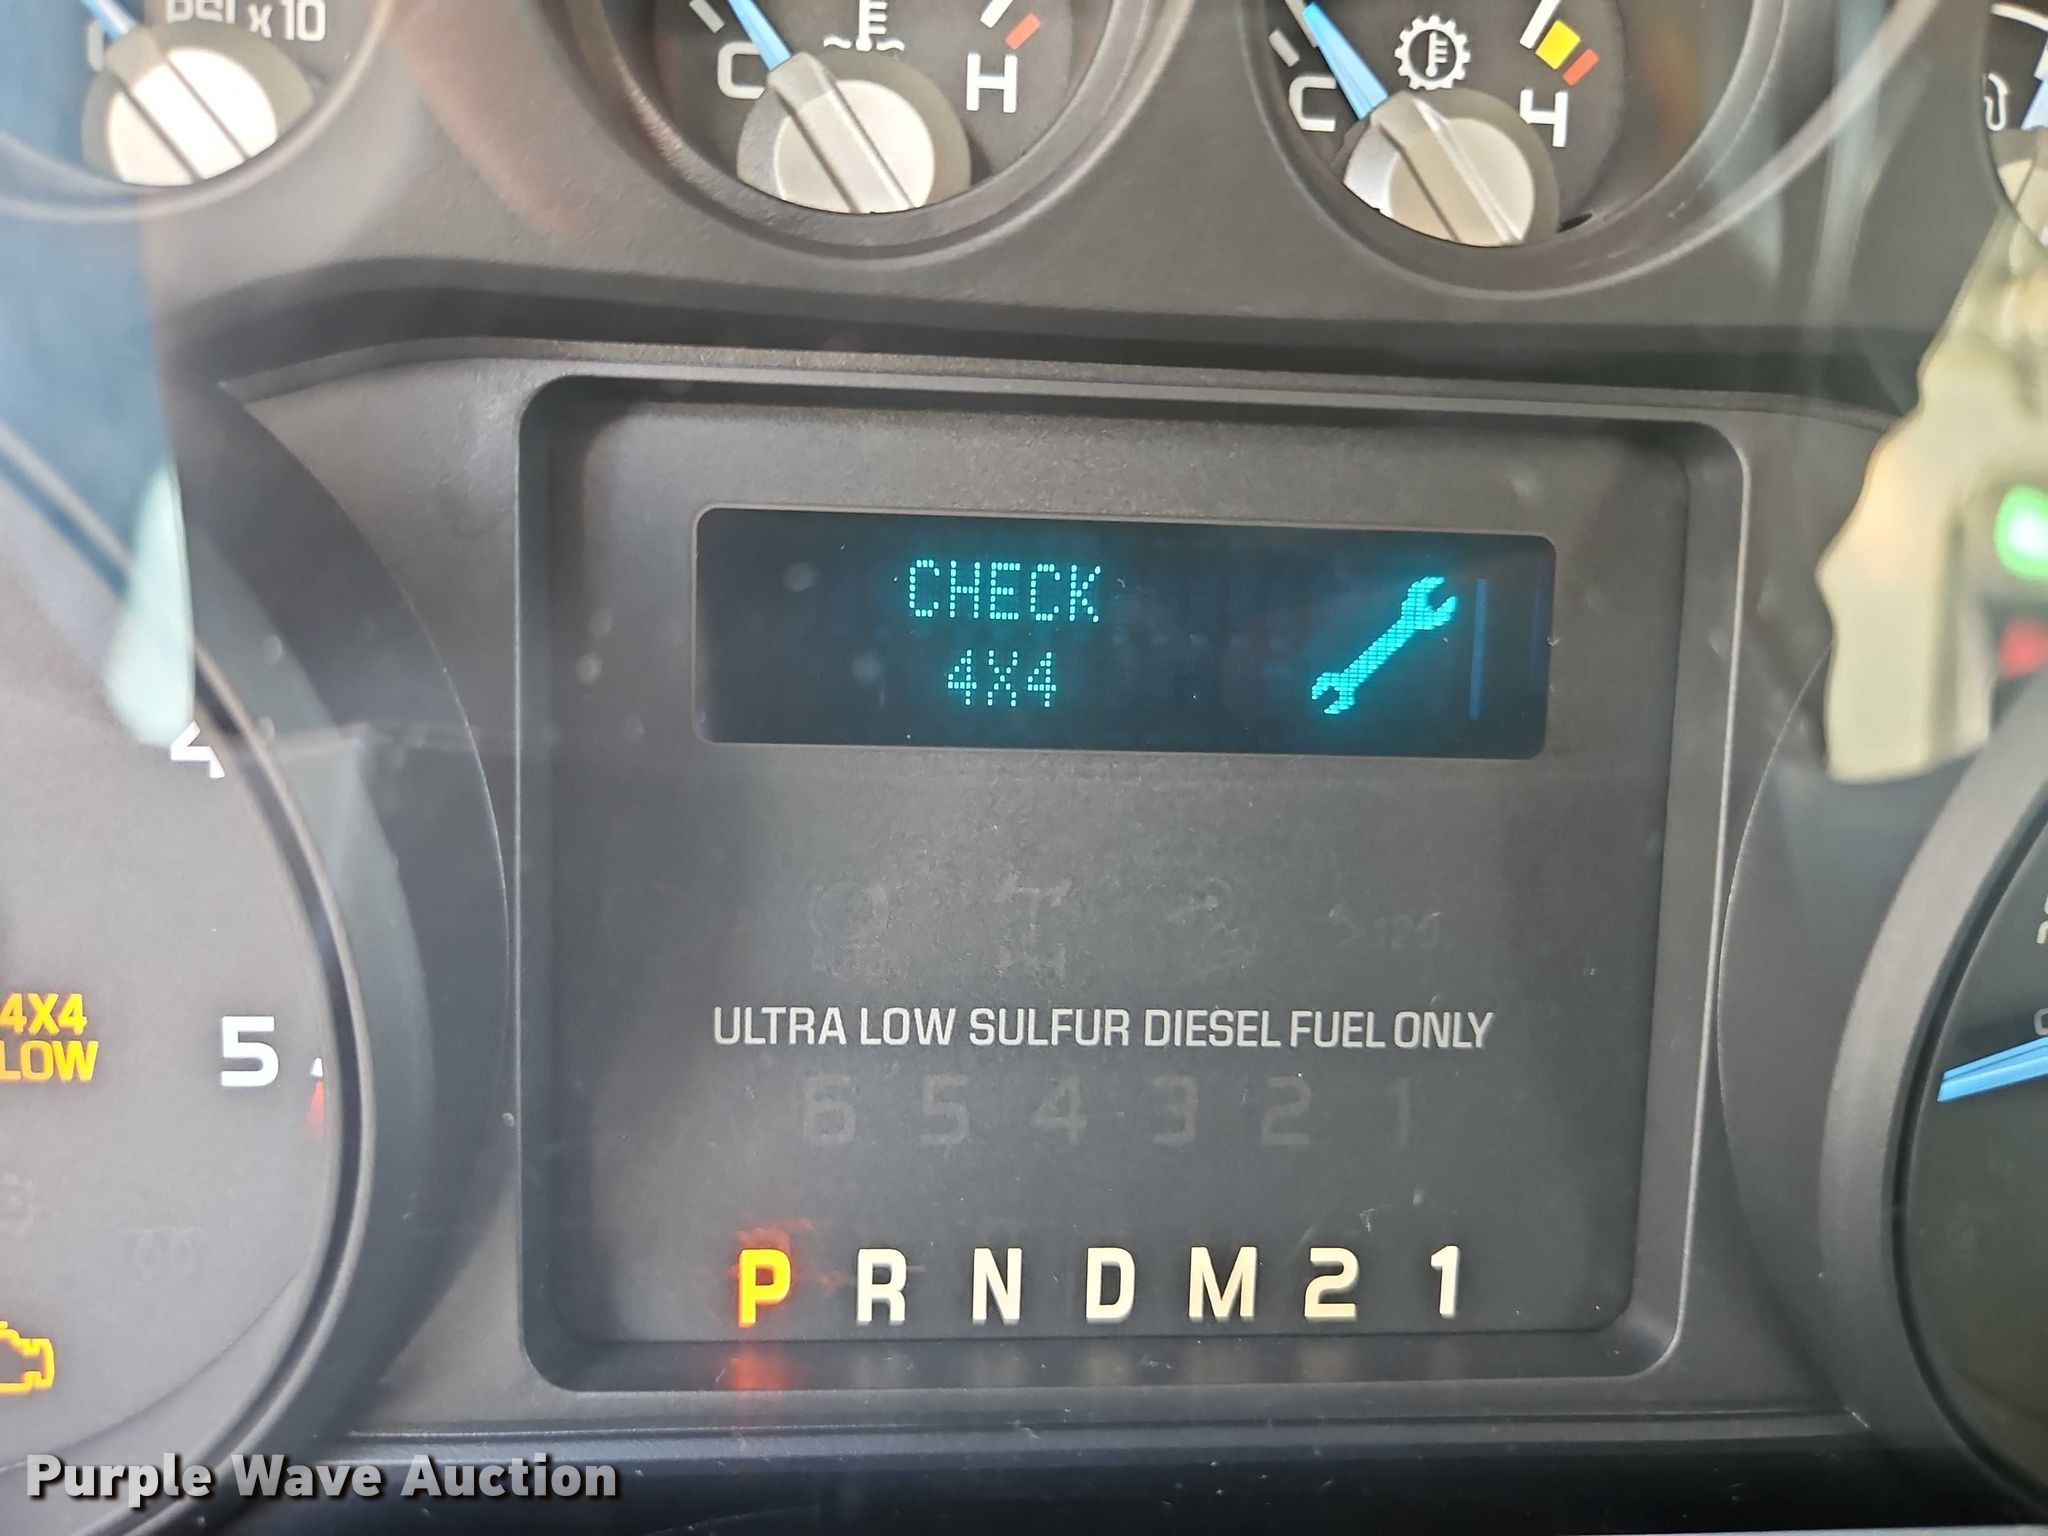 PSI x10
C H
C H
CHECK
4X4
4
4X4
LOW
5
ULTRA LOW SULFUR DIESEL FUEL ONLY
6 5 4 3 2 1
P R N D M 2 1
Purple Wave Auction